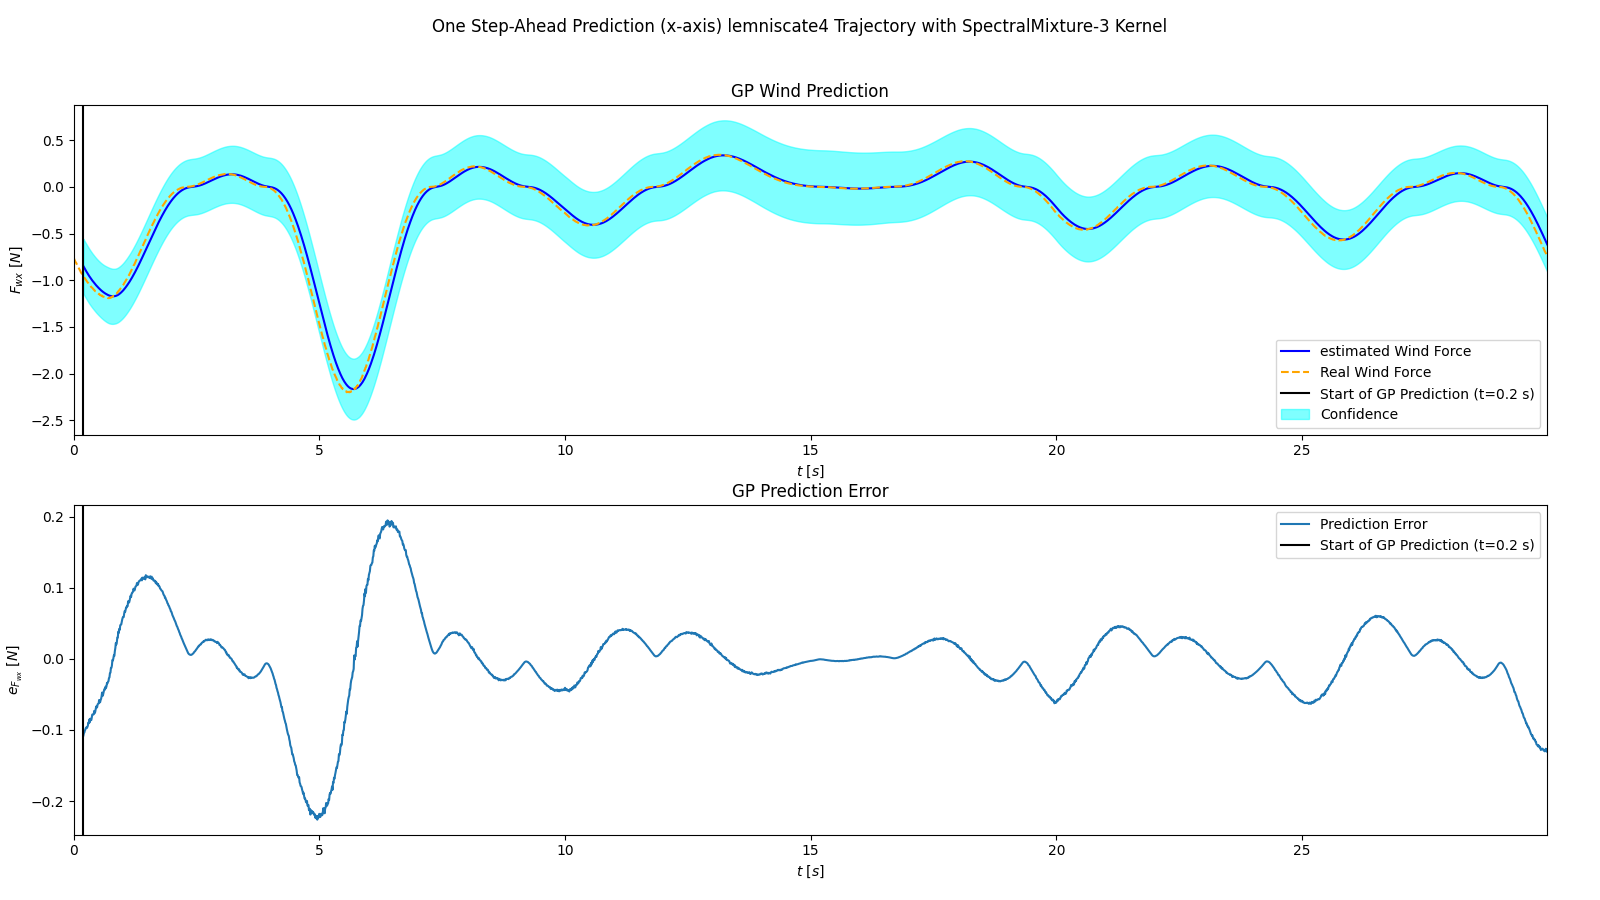 One Step-Ahead Prediction (x-axis) lemniscate4 Trajectory with SpectralMixture-3 Kernel
GP Wind Prediction
F_wx [N]
0.5
0.0
−0.5
−1.0
−1.5
−2.0
−2.5
estimated Wind Force
Real Wind Force
Start of GP Prediction (t=0.2 s)
Confidence
0 5 10 15 20 25
t [s]
GP Prediction Error
e_F_wx [N]
0.2
0.1
0.0
−0.1
−0.2
Prediction Error
Start of GP Prediction (t=0.2 s)
0 5 10 15 20 25
t [s]